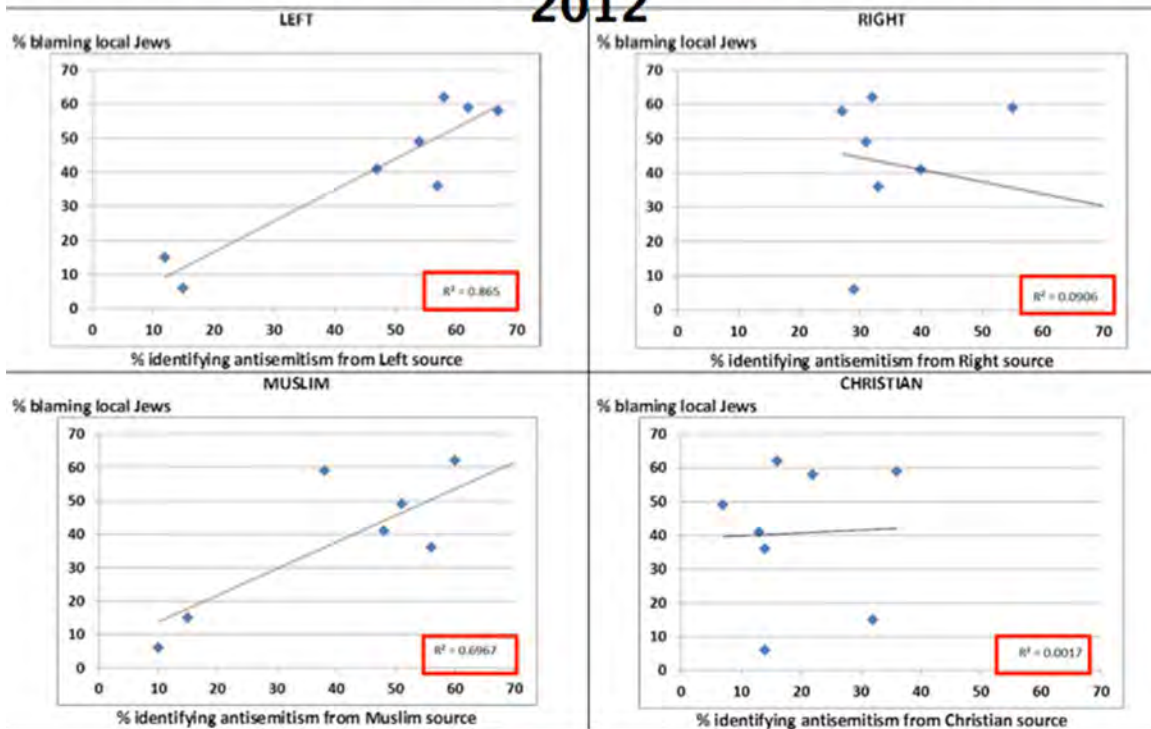 2012
LEFT
% blaming local Jews
70
60
50
40
30
20
10
0
R² = 0.865
0 10 20 30 40 50 60 70
% identifying antisemitism from Left source
RIGHT
% blaming local Jews
70
60
50
40
30
20
10
0
R² = 0.0906
0 10 20 30 40 50 60 70
% identifying antisemitism from Right source
MUSLIM
% blaming local Jews
70
60
50
40
30
20
10
0
R² = 0.6967
0 10 20 30 40 50 60 70
% identifying antisemitism from Muslim source
CHRISTIAN
% blaming local Jews
70
60
50
40
30
20
10
0
R² = 0.0017
0 10 20 30 40 50 60 70
% identifying antisemitism from Christian source